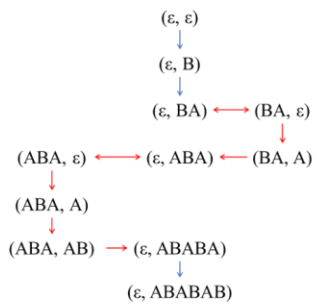 (ε, ε)
(ε, B)
(ε, BA) (BA, ε)
(ABA, ε) (ε, ABA) (BA, A)
(ABA, A)
(ABA, AB) (ε, ABABA)
(ε, ABABAB)